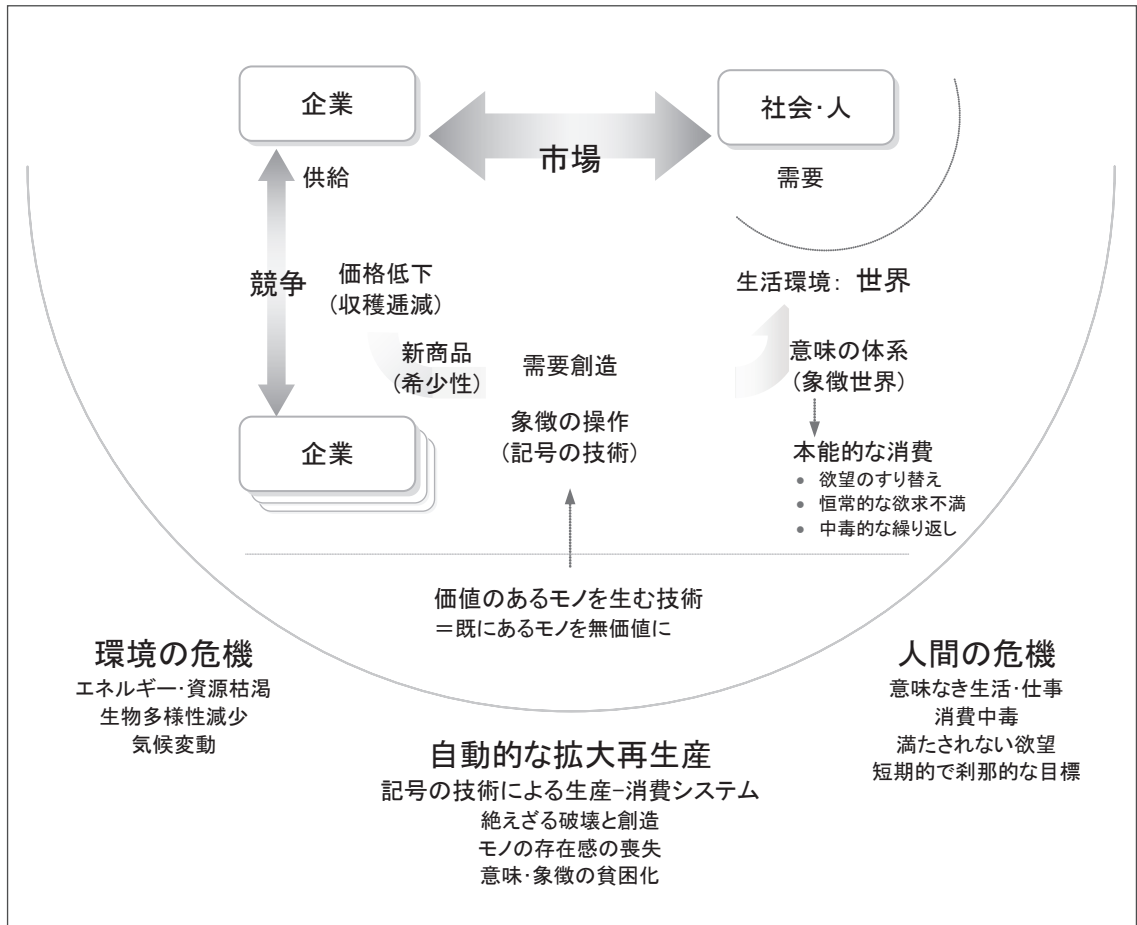 企業
社会・人
市場
供給
需要
競争
価格低下
(収穫逓減)
生活環境: 世界
新商品
(希少性)
需要創造
意味の体系
(象徴世界)
象徴の操作
(記号の技術)
企業
本能的な消費
• 欲望のすり替え
• 恒常的な欲求不満
• 中毒的な繰り返し
価値のあるモノを生む技術
=既にあるモノを無価値に
環境の危機
エネルギー・資源枯渇
生物多様性減少
気候変動
人間の危機
意味なき生活・仕事
消費中毒
満たされない欲望
短期的で刹那的な目標
自動的な拡大再生産
記号の技術による生産-消費システム
絶えざる破壊と創造
モノの存在感の喪失
意味・象徴の貧困化